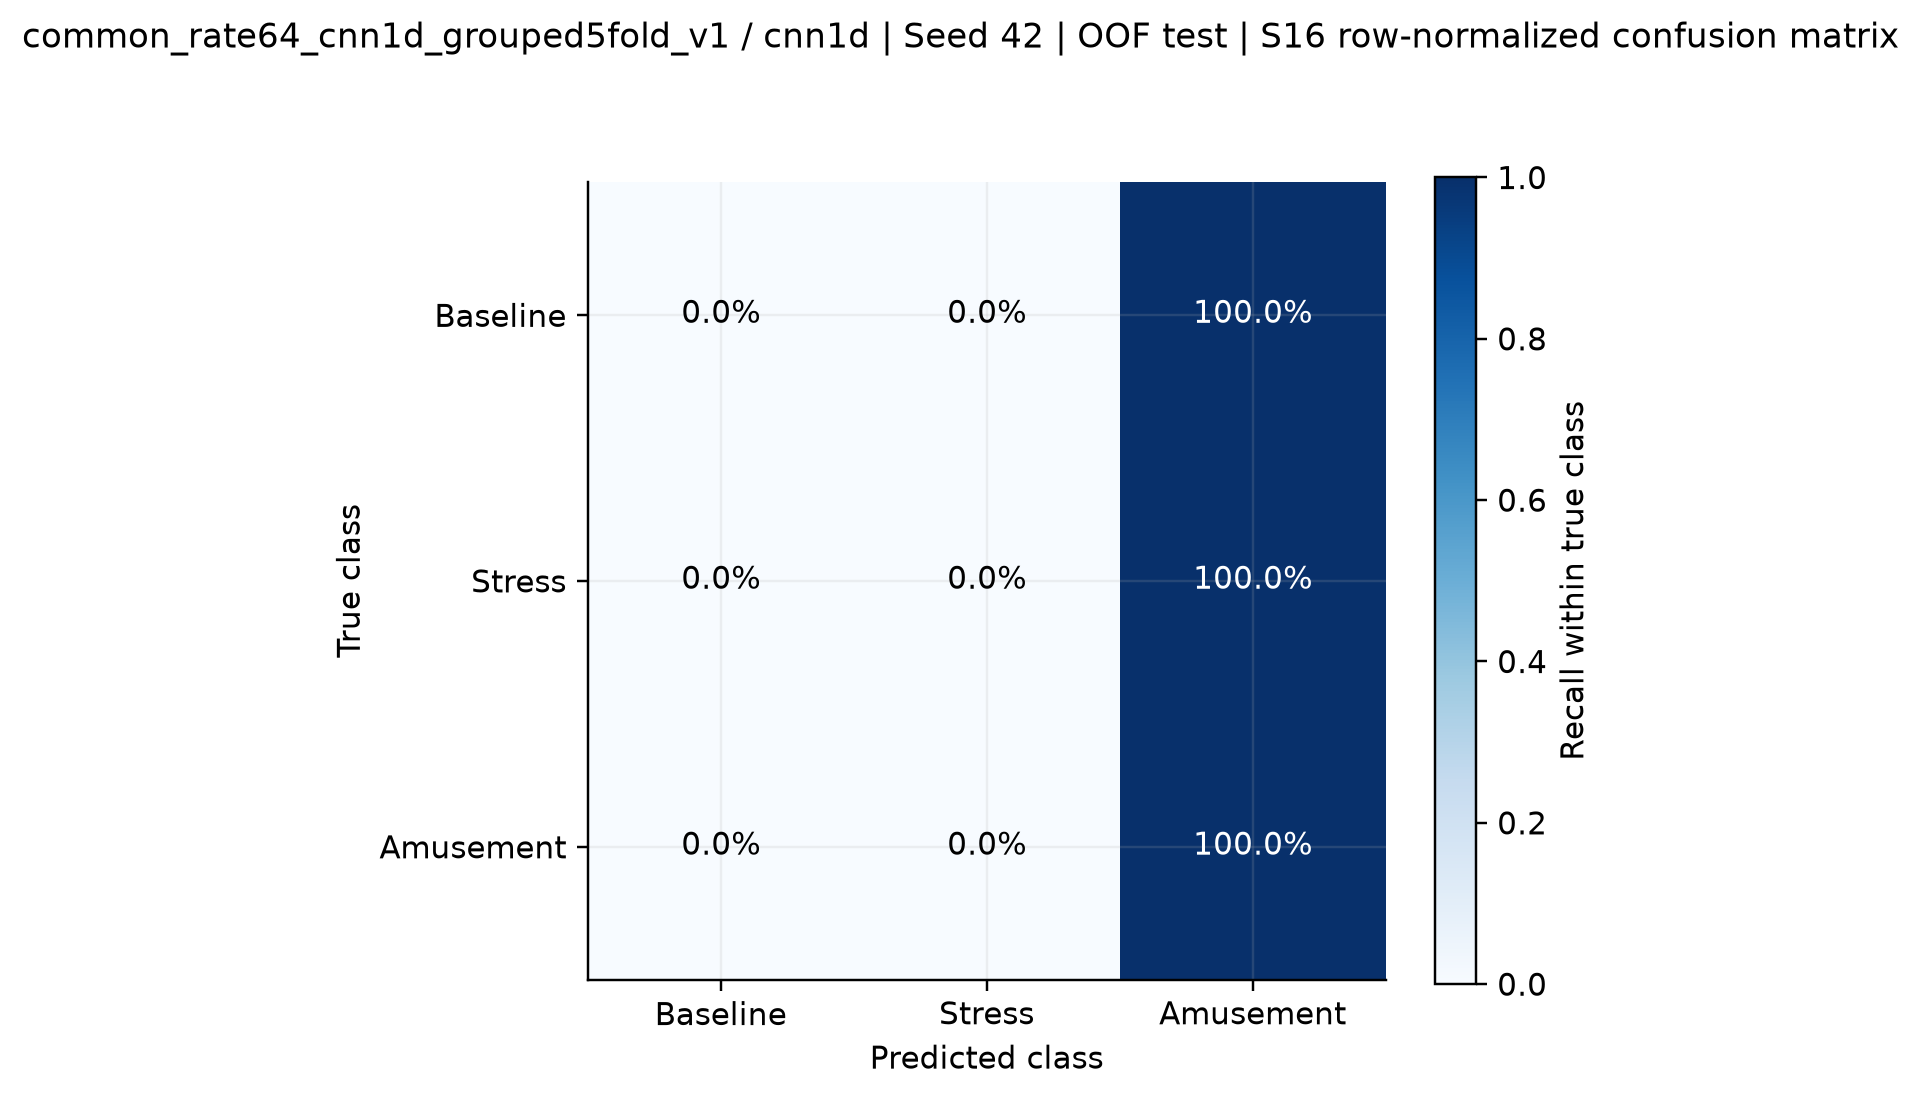 common_rate64_cnn1d_grouped5fold_v1 / cnn1d | Seed 42 | OOF test | S16 row-normalized confusion matrix
True class
Baseline 0.0% 0.0% 100.0%
Stress 0.0% 0.0% 100.0%
Amusement 0.0% 0.0% 100.0%
Baseline Stress Amusement
Predicted class
1.0
0.8
0.6
0.4
0.2
0.0
Recall within true class